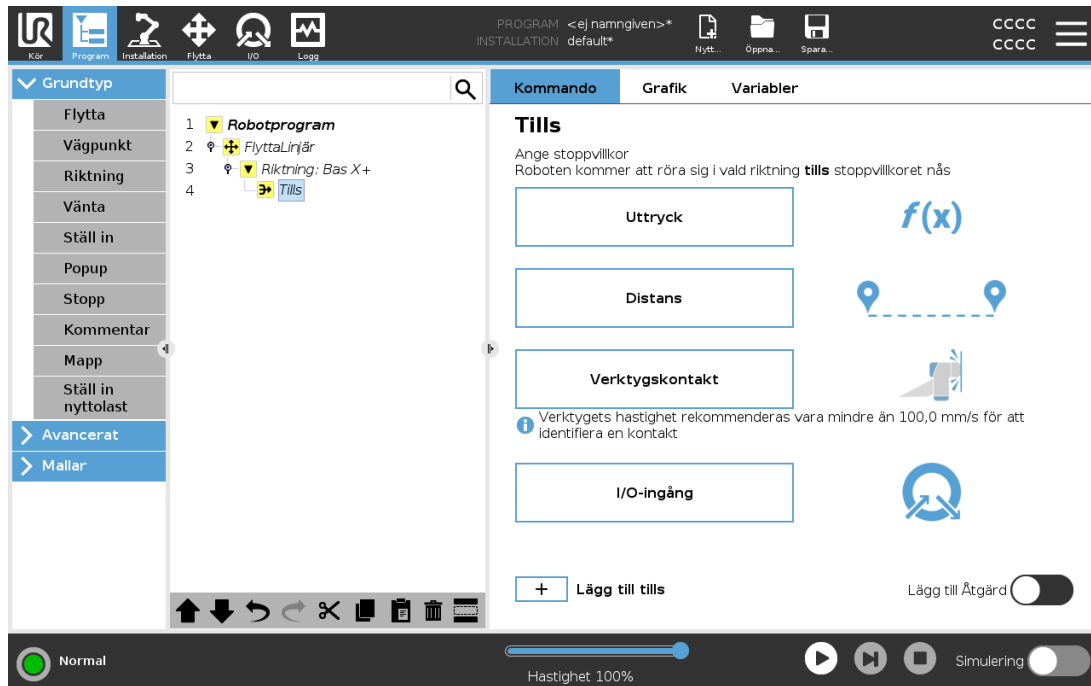 PROGRAM <ej namngiven>*
INSTALLATION default*
CCCC
CCCC
Kör Program Installation Flytta I/O Logg Nytt... Öppna... Spara...
Grundtyp
Flytta
Vägpunkt
Riktning
Vänta
Ställ in
Popup
Stopp
Kommentar
Mapp
Ställ in
nyttolast
Avancerat
Mallar
1 Robotprogram
2 FlyttaLinjär
3 Riktning: Bas X+
4 Tills
Kommando Grafik Variabler
Tills
Ange stoppvillkor
Roboten kommer att röra sig i vald riktning tills stoppvillkoret nås
Uttryck
f(x)
Distans
Verktygskontakt
Verktygets hastighet rekommenderas vara mindre än 100,0 mm/s för att
identifiera en kontakt
I/O-ingång
+ Lägg till tills
Lägg till Åtgärd
Normal
Hastighet 100%
Simulering